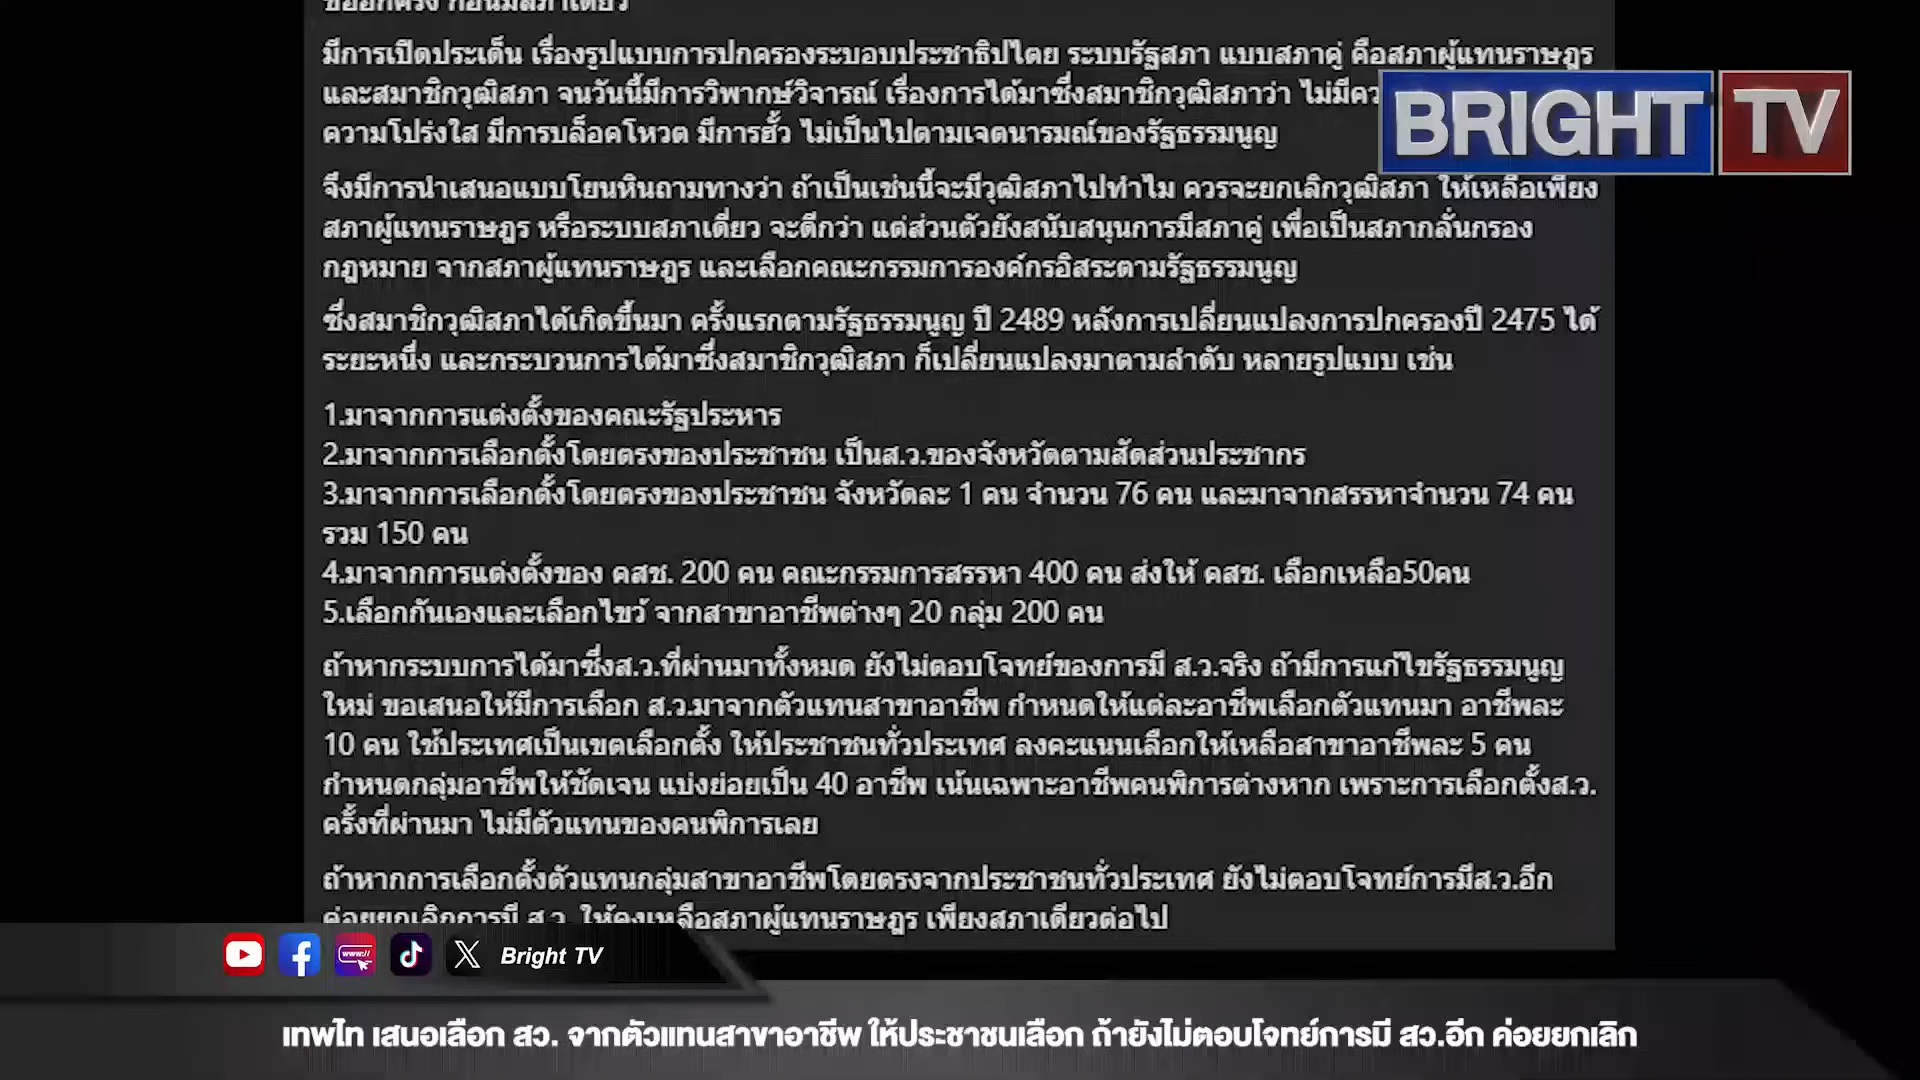 มีการเปิดประเด็น เรื่องรูปแบบการปกครองระบอบประชาธิปไตย ระบบรัฐสภา แบบสภาคู่ คือสภาผู้แทนราษฎร
และสมาชิกวุฒิสภา จนวันนี้มีการวิพากษ์วิจารณ์ เรื่องการได้มาซึ่งสมาชิกวุฒิสภาว่า
ความโปร่งใส มีการบล็อคโหวต มีการฮั้ว ไม่เป็นไปตามเจตนารมณ์ของรัฐธรรมนูญ
BRIGHT TV
จึงมีการนำเสนอแบบโยนหินถามทางว่า ถ้าเป็นเช่นนี้จะมีวุฒิสภาไปทำไม ควรจะยกเลิกวุฒิสภา ให้เหลือเพียง
สภาผู้แทนราษฎร หรือระบบสภาเดี่ยว จะดีกว่า แต่ส่วนตัวยังสนับสนุนการมีสภาคู่ เพื่อเป็นสภากลั่นกรอง
กฎหมาย จากสภาผู้แทนราษฎร และเลือกคณะกรรมการองค์กรอิสระตามรัฐธรรมนูญ
ซึ่งสมาชิกวุฒิสภาได้เกิดขึ้นมา ครั้งแรกตามรัฐธรรมนูญ ปี 2489 หลังการเปลี่ยนแปลงการปกครองปี 2475 ได้
ระยะหนึ่ง และกระบวนการได้มาซึ่งสมาชิกวุฒิสภา ก็เปลี่ยนแปลงมาตามลำดับ หลายรูปแบบ เช่น
1.มาจากการแต่งตั้งของคณะรัฐประหาร
2.มาจากการเลือกตั้งโดยตรงของประชาชน เป็นส.ว.ของจังหวัดตามสัดส่วนประชากร
3.มาจากการเลือกตั้งโดยตรงของประชาชน จังหวัดละ 1 คน จำนวน 76 คน และมาจากสรรหาจำนวน 74 คน
รวม 150 คน
4.มาจากการแต่งตั้งของ คสช. 200 คน คณะกรรมการสรรหา 400 คน ส่งให้ คสช. เลือกเหลือ50คน
5.เลือกกันเองและเลือกไขว้ จากสาขาอาชีพต่างๆ 20 กลุ่ม 200 คน
ถ้าหากระบบการได้มาซึ่งส.ว.ที่ผ่านมาทั้งหมด ยังไม่ตอบโจทย์ของการมี ส.ว.จริง ถ้ามีการแก้ไขรัฐธรรมนูญ
ใหม่ ขอเสนอให้มีการเลือก ส.ว.มาจากตัวแทนสาขาอาชีพ กำหนดให้แต่ละอาชีพเลือกตัวแทนมา อาชีพละ
10 คน ใช้ประเทศเป็นเขตเลือกตั้ง ให้ประชาชนทั่วประเทศ ลงคะแนนเลือกให้เหลือสาขาอาชีพละ 5 คน
กำหนดกลุ่มอาชีพให้ชัดเจน แบ่งย่อยเป็น 40 อาชีพ เน้นเฉพาะอาชีพคนพิการต่างหาก เพราะการเลือกตั้งส.ว.
ครั้งที่ผ่านมา ไม่มีตัวแทนของคนพิการเลย
ถ้าหากการเลือกตั้งตัวแทนกลุ่มสาขาอาชีพโดยตรงจากประชาชนทั่วประเทศ ยังไม่ตอบโจทย์การมีส.ว.อีก
ค่อยยกเลิกการมี ส.ว. ให้คงเหลือสภาผู้แทนราษฎร เพียงสภาเดียวต่อไป
Bright TV
เทพไท เสนอเลือก สว. จากตัวแทนสาขาอาชีพ ให้ประชาชนเลือก ถ้ายังไม่ตอบโจทย์การมี สว.อีก ค่อยยกเลิก